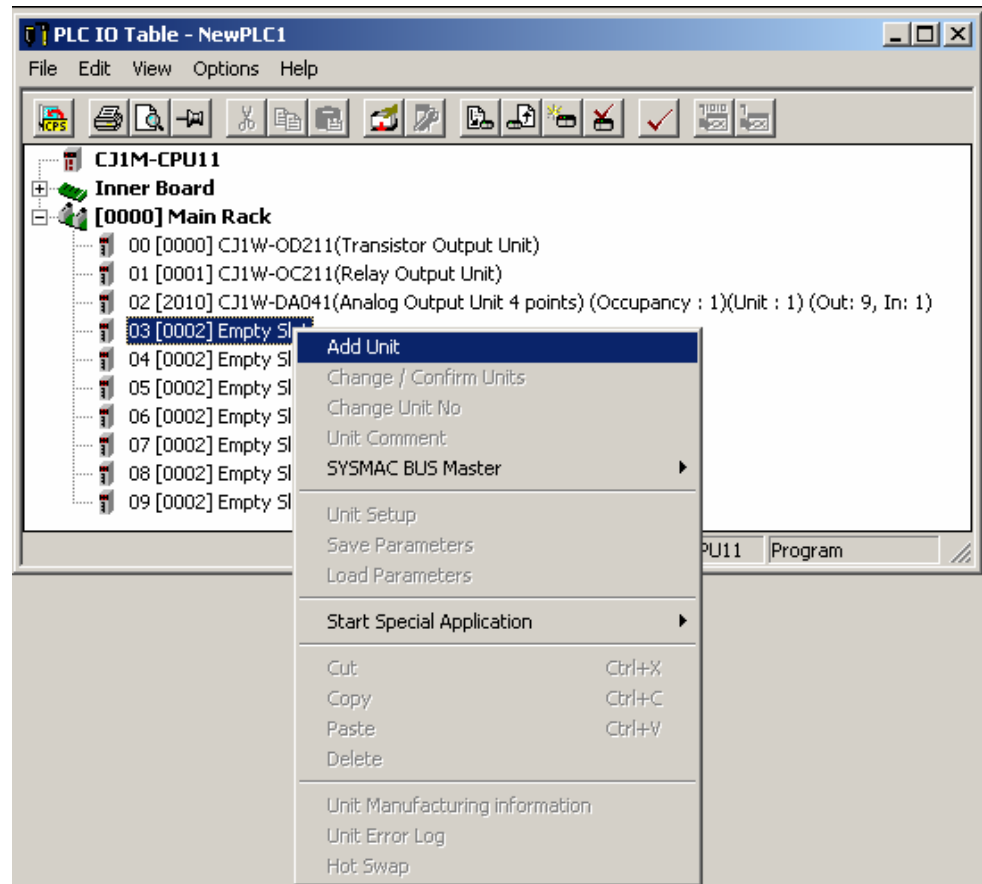 PLC IO Table - NewPLC1
File Edit View Options Help
CPS
CJ1M-CPU11
Inner Board
[0000] Main Rack
00 [0000] CJ1W-OD211(Transistor Output Unit)
01 [0001] CJ1W-OC211(Relay Output Unit)
02 [2010] CJ1W-DA041(Analog Output Unit 4 points) (Occupancy : 1)(Unit : 1) (Out: 9, In: 1)
03 [0002] Empty Sl
04 [0002] Empty Sl
05 [0002] Empty Sl
06 [0002] Empty Sl
07 [0002] Empty Sl
08 [0002] Empty Sl
09 [0002] Empty Sl
PU11 Program
Add Unit
Change / Confirm Units
Change Unit No
Unit Comment
SYSMAC BUS Master
Unit Setup
Save Parameters
Load Parameters
Start Special Application
Cut Ctrl+X
Copy Ctrl+C
Paste Ctrl+V
Delete
Unit Manufacturing information
Unit Error Log
Hot Swap